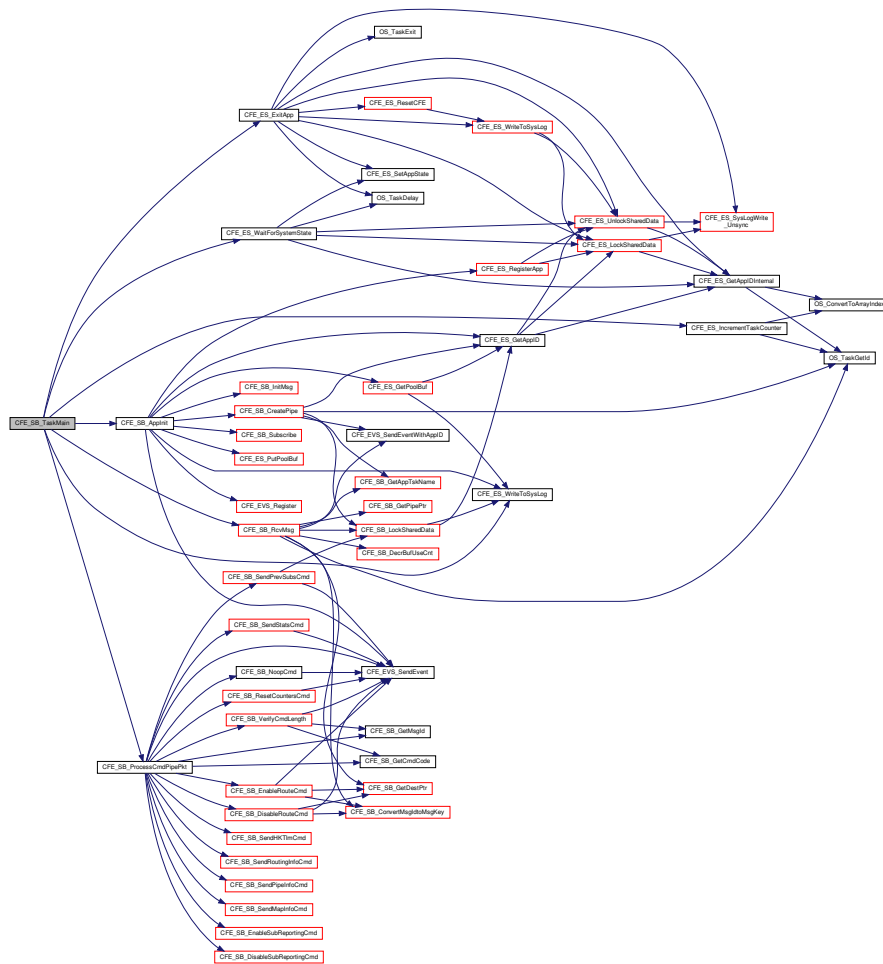 OS_TaskExit
CFE_ES_ResetCFE
CFE_ES_ExitApp
CFE_ES_WriteToSysLog
CFE_ES_SetAppState
OS_TaskDelay
CFE_ES_UnlockSharedData
CFE_ES_SysLogWrite
_Unsync
CFE_ES_WaitForSystemState
CFE_ES_LockSharedData
CFE_ES_RegisterApp
CFE_ES_GetAppIDInternal
OS_ConvertToArrayIndex
CFE_ES_IncrementTaskCounter
CFE_ES_GetAppID
OS_TaskGetId
CFE_SB_InitMsg
CFE_ES_GetPoolBuf
CFE_SB_CreatePipe
CFE_SB_TaskMain
CFE_SB_AppInit
CFE_SB_Subscribe
CFE_EVS_SendEventWithAppID
CFE_ES_PutPoolBuf
CFE_SB_GetAppTskName
CFE_ES_WriteToSysLog
CFE_EVS_Register
CFE_SB_GetPipePtr
CFE_SB_RcvMsg
CFE_SB_LockSharedData
CFE_SB_DecrBufUseCnt
CFE_SB_SendPrevSubsCmd
CFE_SB_SendStatsCmd
CFE_SB_NoopCmd
CFE_EVS_SendEvent
CFE_SB_ResetCountersCmd
CFE_SB_VerifyCmdLength
CFE_SB_GetMsgId
CFE_SB_GetCmdCode
CFE_SB_ProcessCmdPipePkt
CFE_SB_EnableRouteCmd
CFE_SB_GetDestPtr
CFE_SB_DisableRouteCmd
CFE_SB_ConvertMsgIdtoMsgKey
CFE_SB_SendHKTlmCmd
CFE_SB_SendRoutingInfoCmd
CFE_SB_SendPipeInfoCmd
CFE_SB_SendMapInfoCmd
CFE_SB_EnableSubReportingCmd
CFE_SB_DisableSubReportingCmd